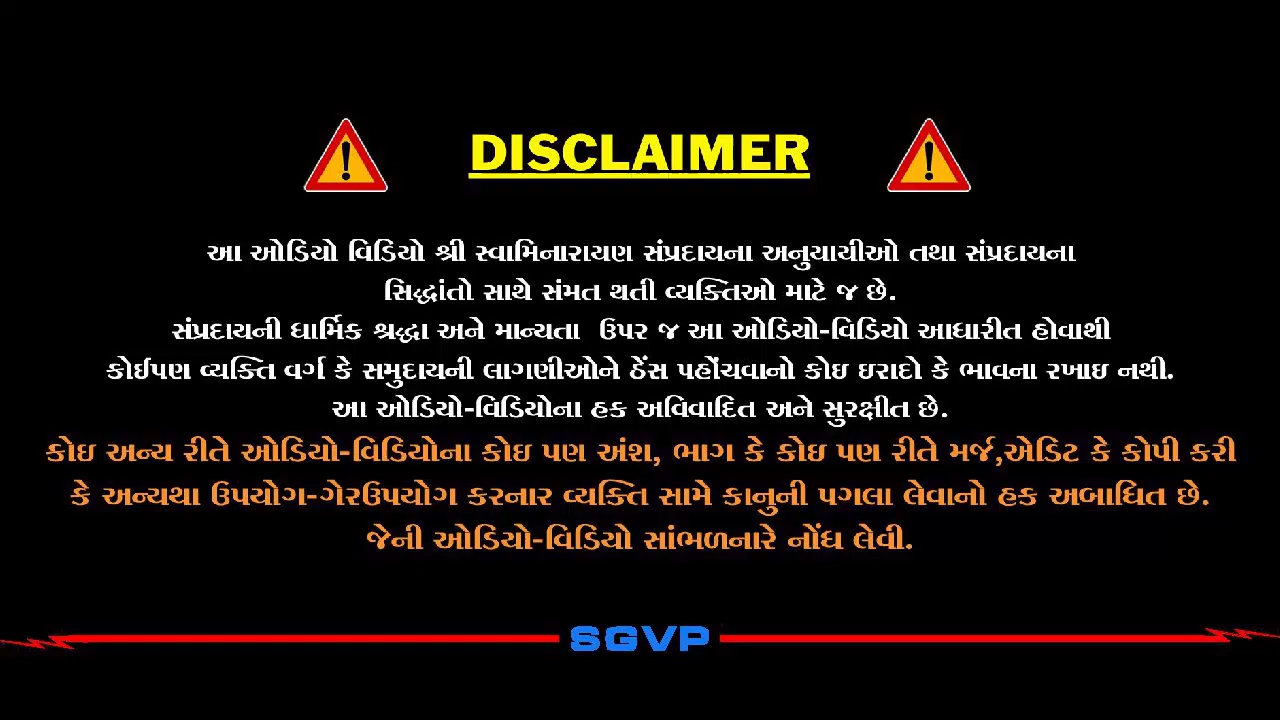 DISCLAIMER
આ ઓડિયો વિડિયો શ્રી સ્વામિનારાયણ સંપ્રદાયના અનુયાયીઓ તથા સંપ્રદાયના
સિદ્ધાંતો સાથે સંમત થતી વ્યક્તિઓ માટે જ છે.
સંપ્રદાયની ધાર્મિક શ્રદ્ધા અને માન્યતા ઉપર જ આ ઓડિયો-વિડિયો આધારીત હોવાથી
કોઈપણ વ્યક્તિ વર્ગ કે સમુદાયની લાગણીઓને ઠેંસ પહોંચવાનો કોઇ ઇરાદો કે ભાવના રખાઇ નથી.
આ ઓડિયો-વિડિયોના હક અવિવાદિત અને સુરક્ષીત છે.
કોઇ અન્ય રીતે ઓડિયો-વિડિયોના કોઇ પણ અંશ, ભાગ કે કોઇ પણ રીતે મર્જ,એડિટ કે કોપી કરી
કે અન્યથા ઉપયોગ-ગેરઉપયોગ કરનાર વ્યક્તિ સામે કાનુની પગલા લેવાનો હક અબાધિત છે.
જેની ઓડિયો-વિડિયો સાંભળનારે નોંધ લેવી.
SGVP